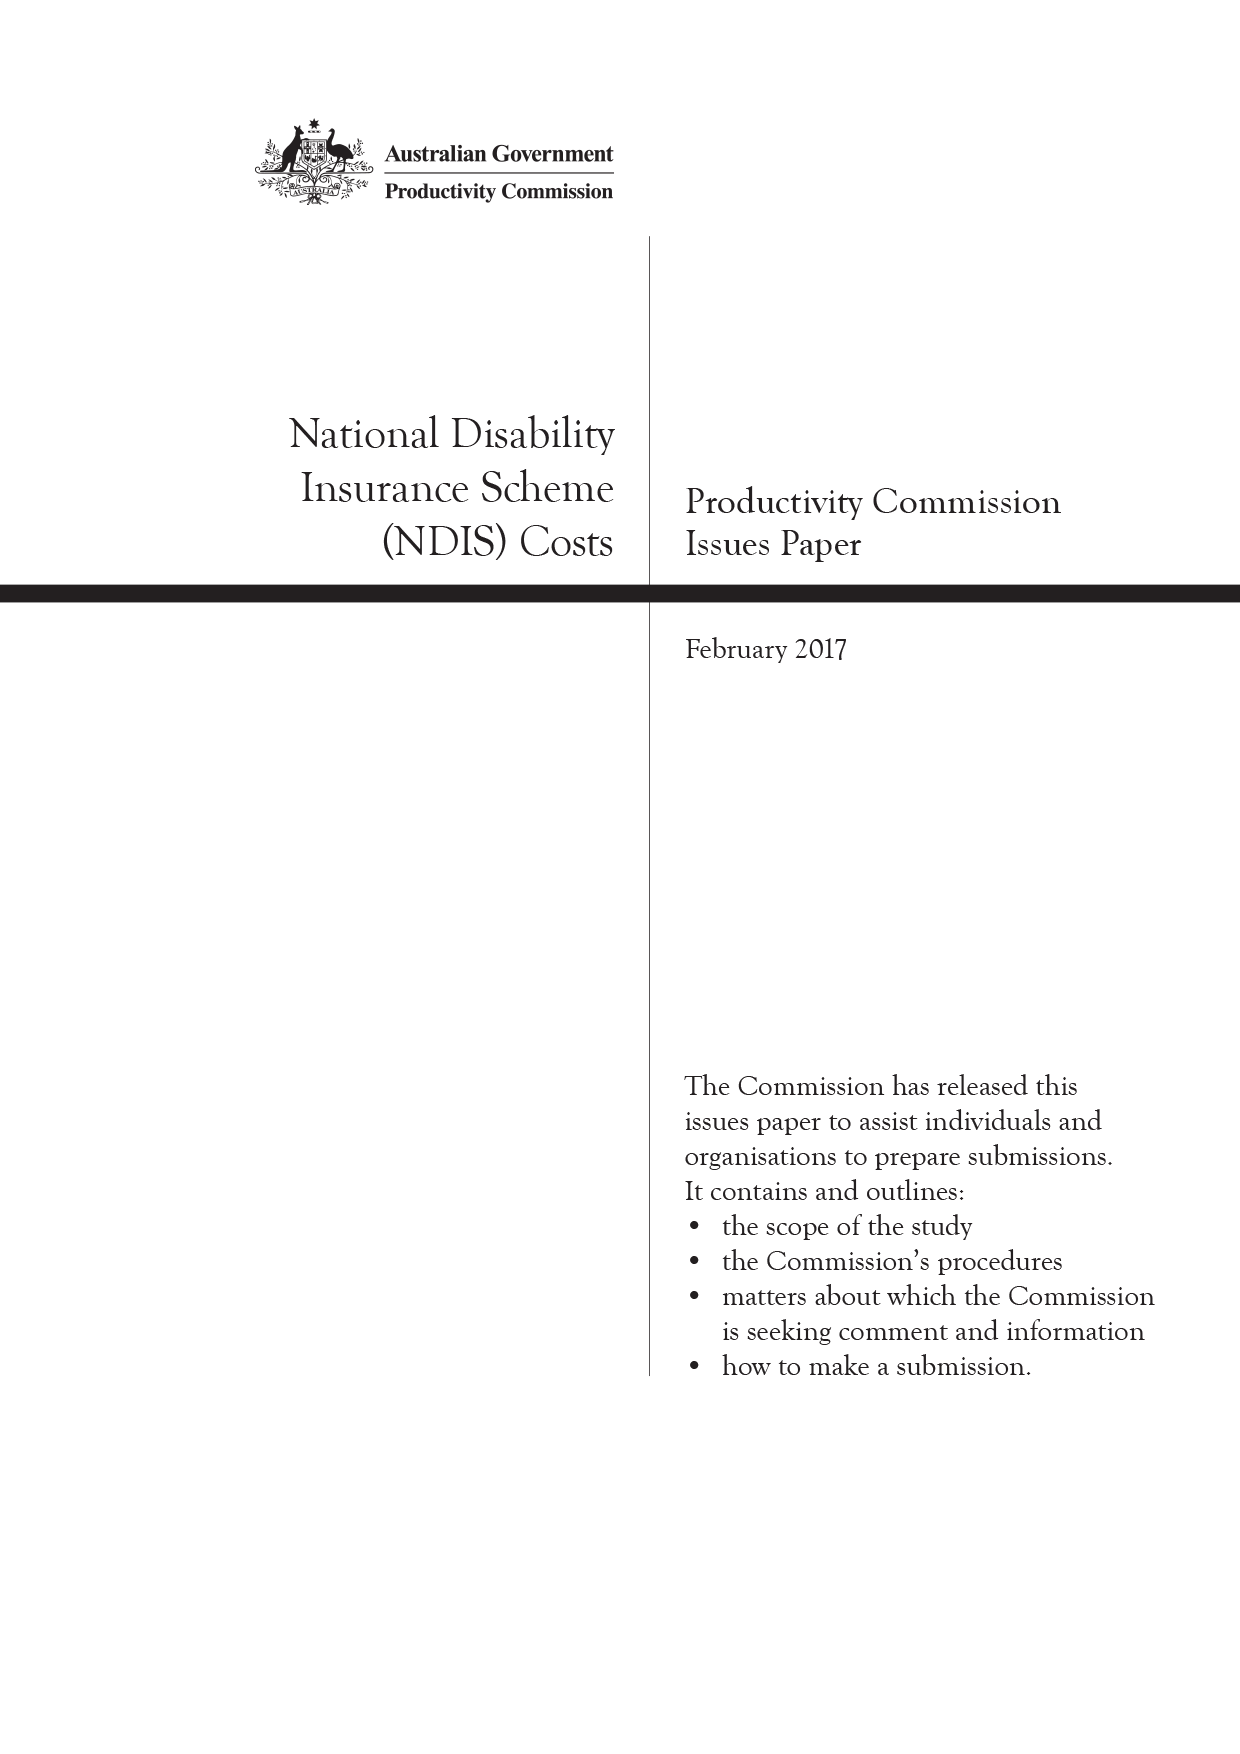 AUSTRALIA
Australian Government
Productivity Commission
National Disability
Insurance Scheme
(NDIS) Costs
Productivity Commission
Issues Paper
February 2017
The Commission has released this
issues paper to assist individuals and
organisations to prepare submissions.
It contains and outlines:
• the scope of the study
• the Commission’s procedures
• matters about which the Commission
is seeking comment and information
• how to make a submission.